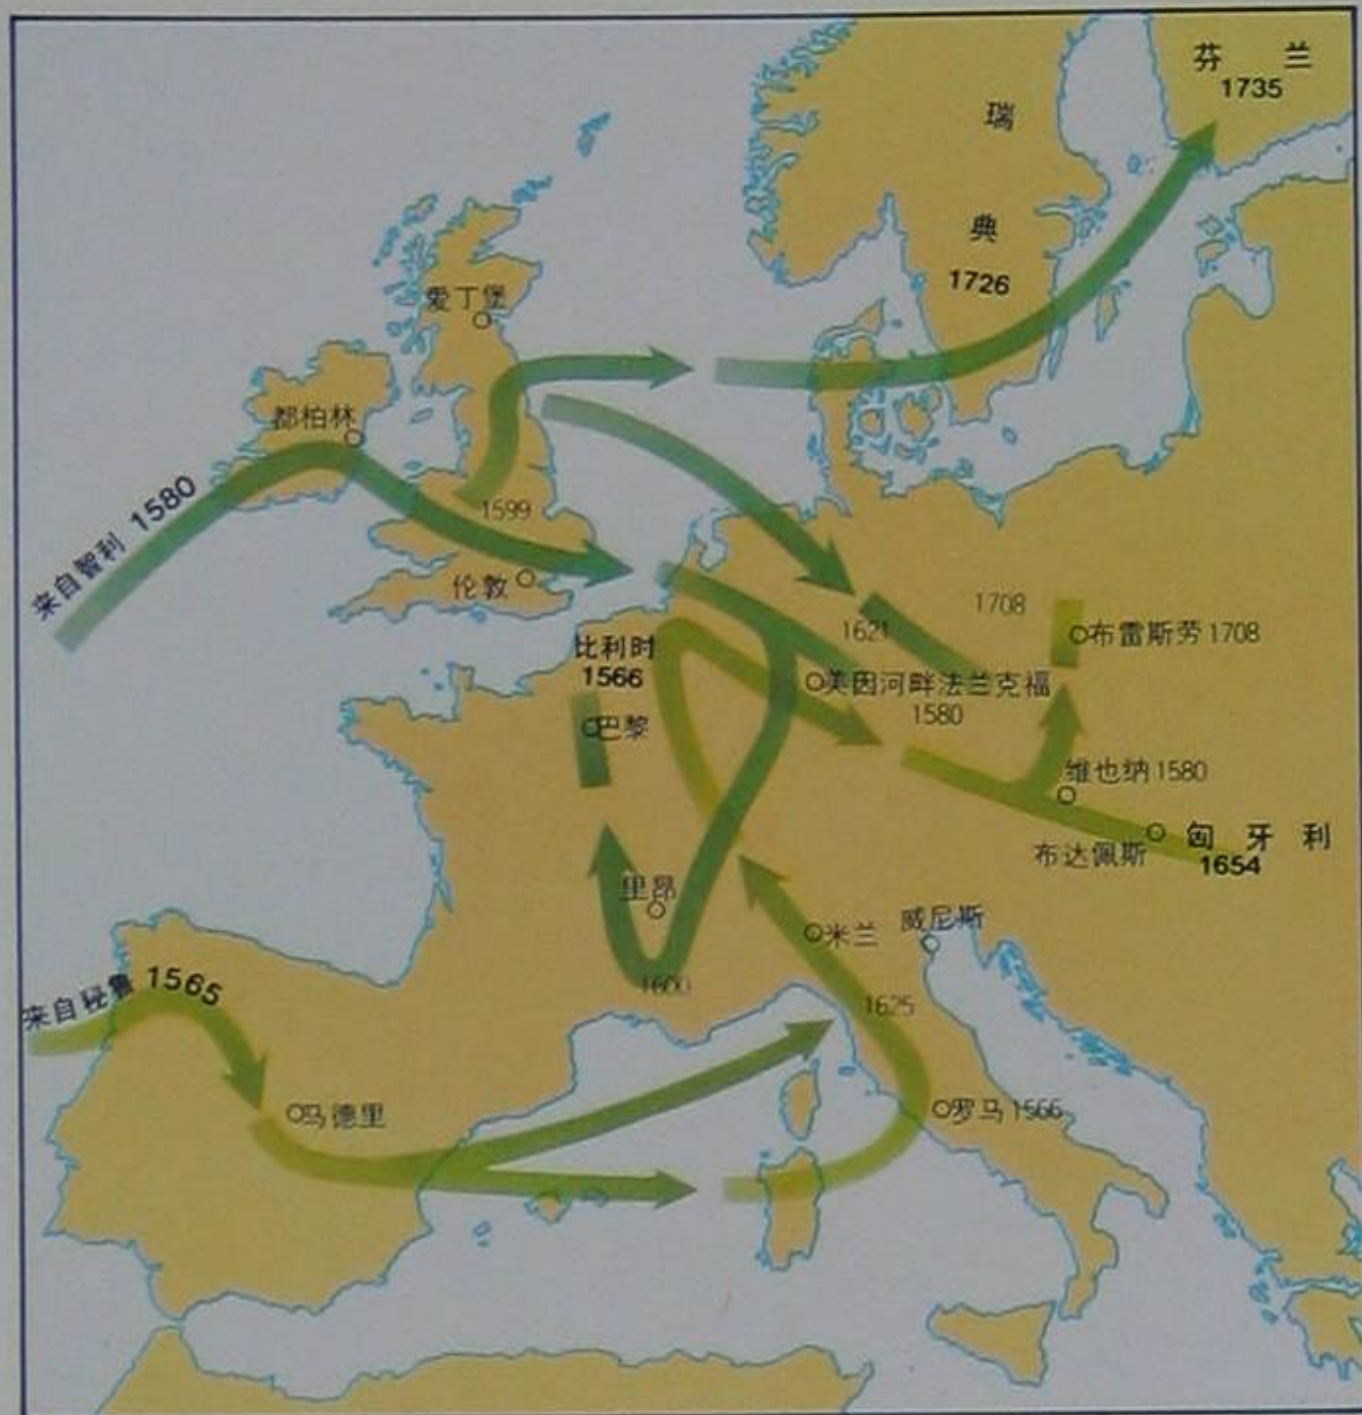 芬 兰
1735
瑞
典
1726
爱丁堡
都柏林
来自智利 1580
1599
伦敦
比利时
1566
巴黎
1621
美因河畔法兰克福
1580
1708
布雷斯劳 1708
维也纳 1580
布达佩斯
匈 牙 利
1654
里昂
1600
米兰
威尼斯
1625
来自秘鲁 1565
马德里
罗马 1566